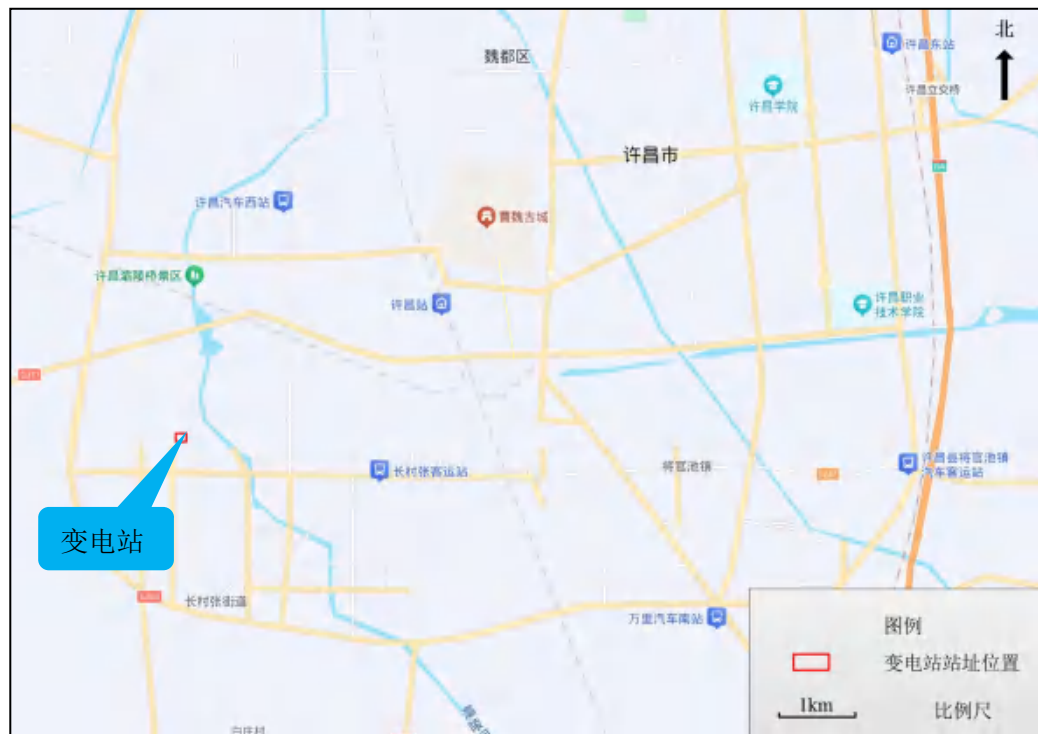 北
魏都区
许昌东站
许昌立交桥
许昌学院
许昌市
许昌汽车西站
曹魏古城
许昌灞陵桥景区
许昌站
许昌职业
技术学院
长村张客运站
将官池镇
许昌县将官池镇
汽车客运站
变电站
长村张街道
万里汽车南站
图例
变电站站址位置
1km
比例尺